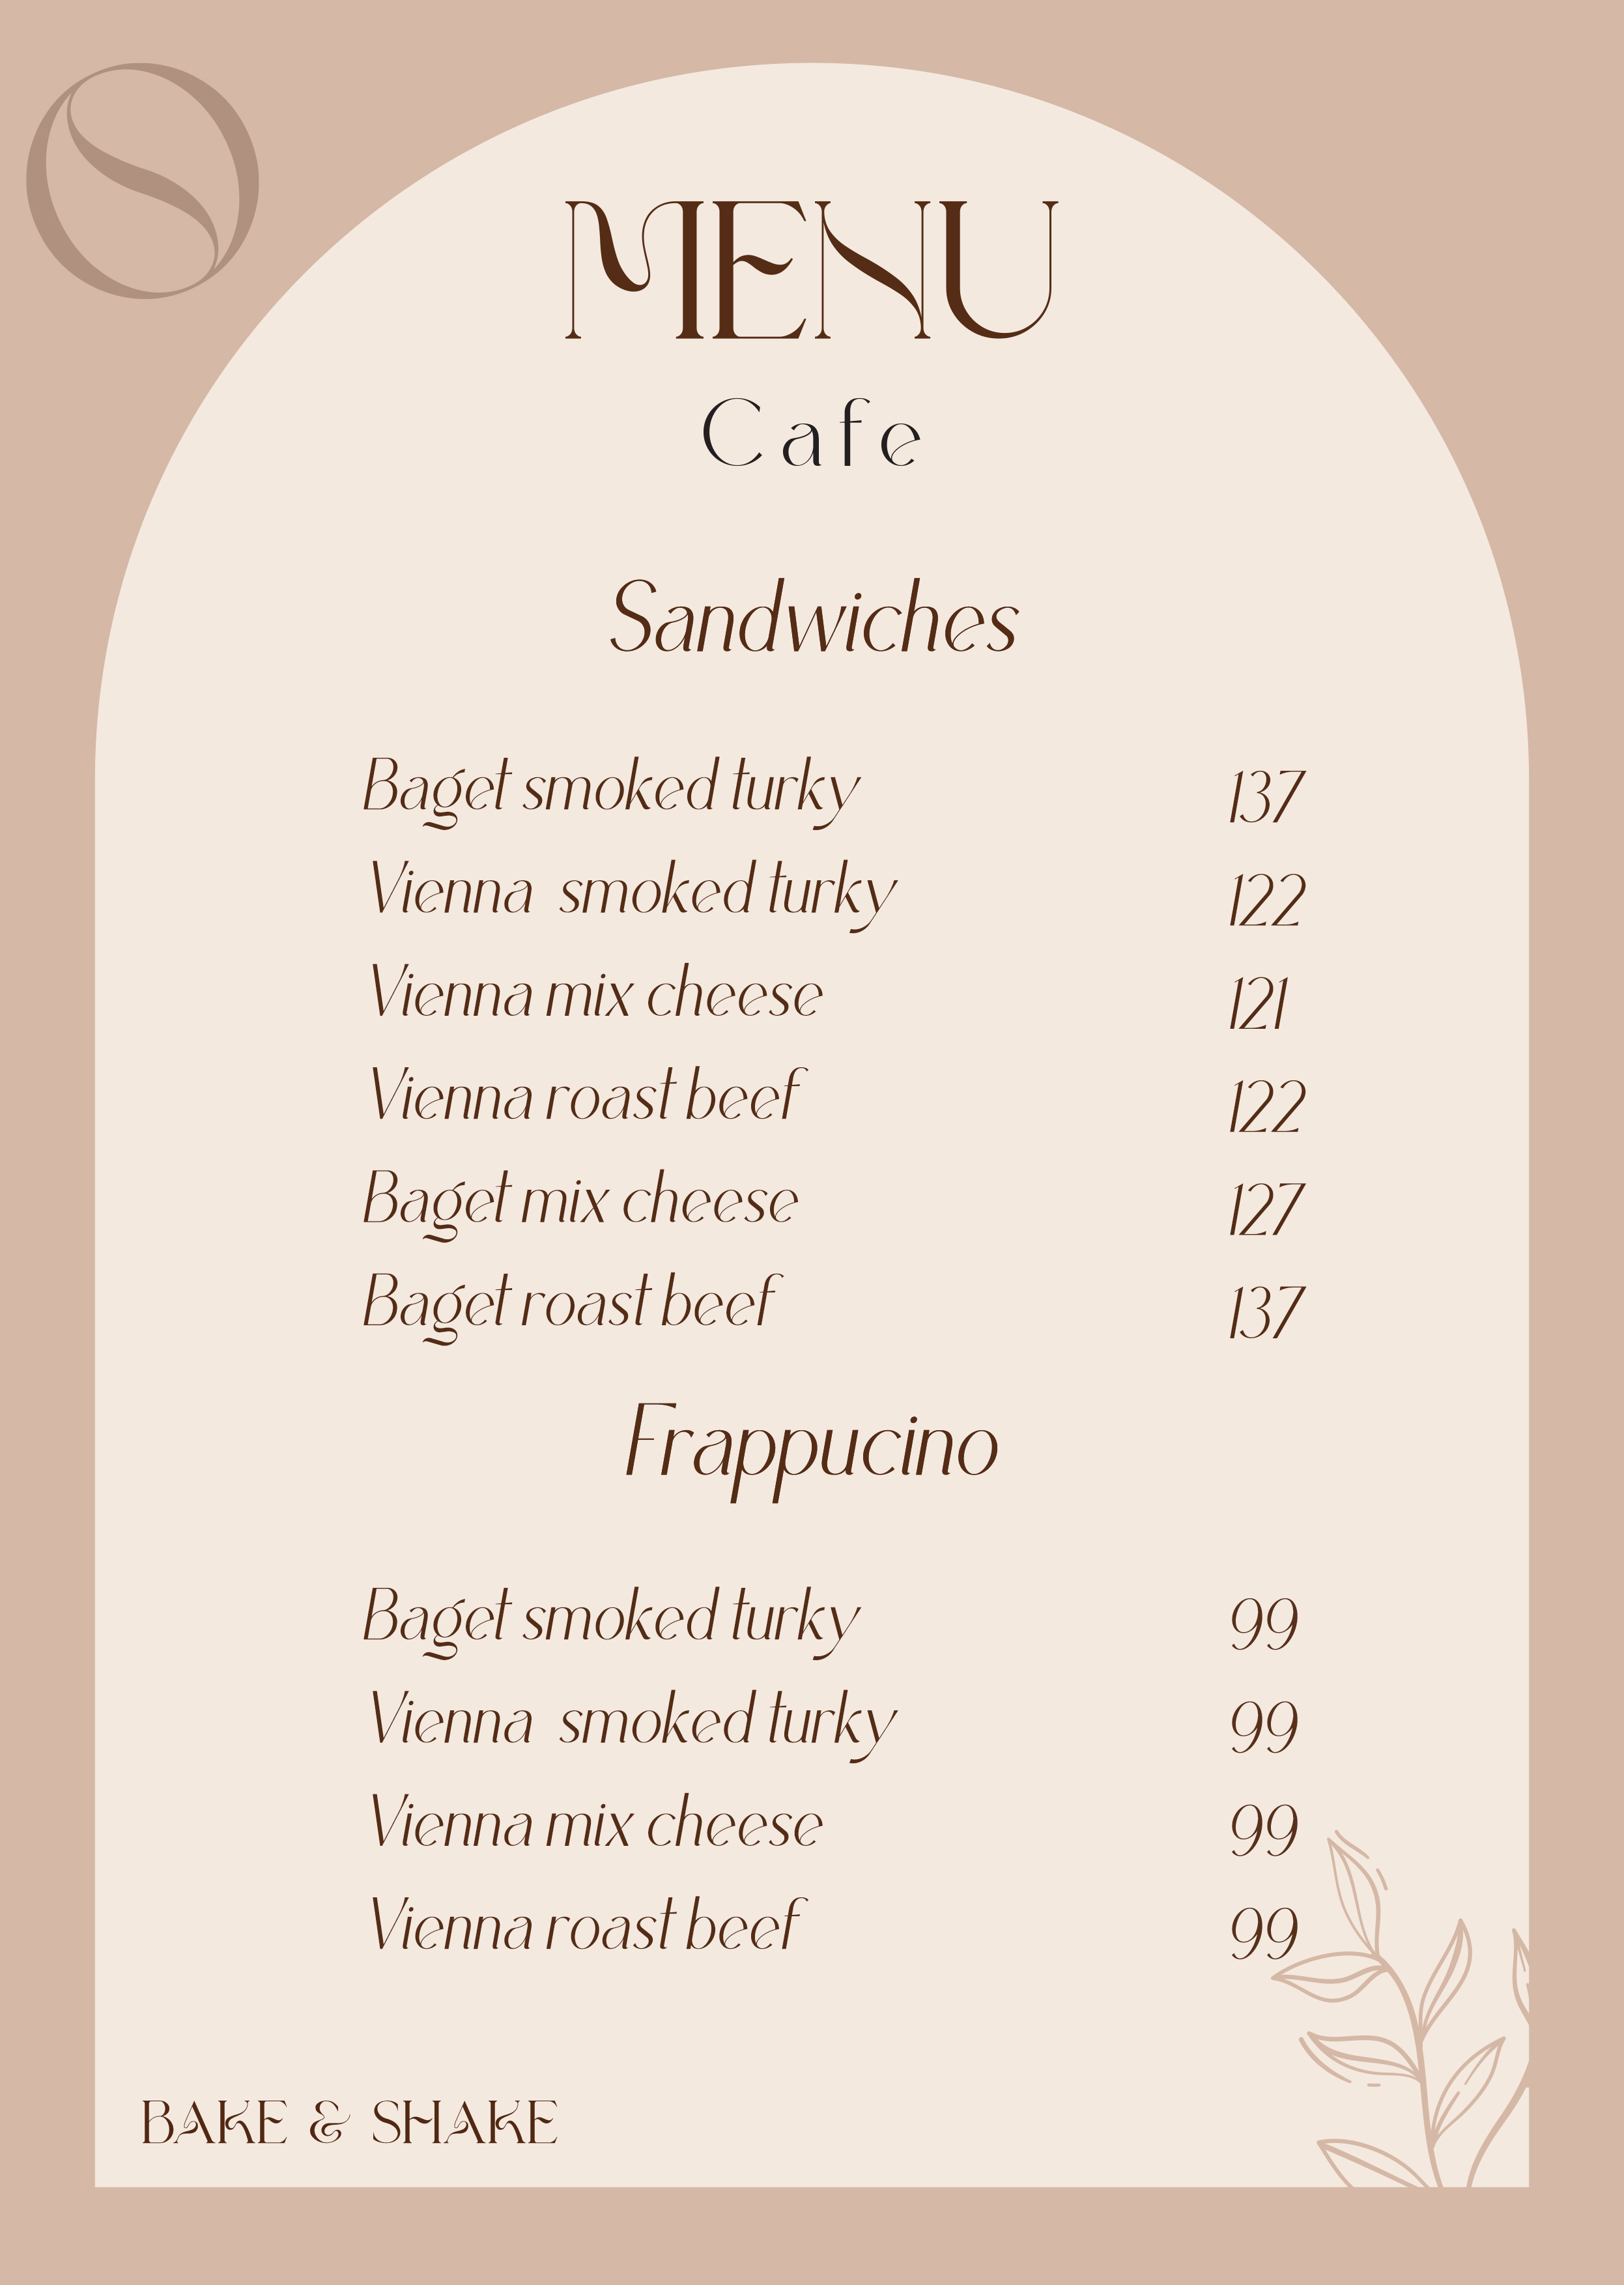 MENU
Cafe
Sandwiches
Baget smoked turky 137
Vienna smoked turky 122
Vienna mix cheese 121
Vienna roast beef 122
Baget mix cheese 127
Baget roast beef 137
Frappucino
Baget smoked turky 99
Vienna smoked turky 99
Vienna mix cheese 99
Vienna roast beef 99
BAKE & SHAKE